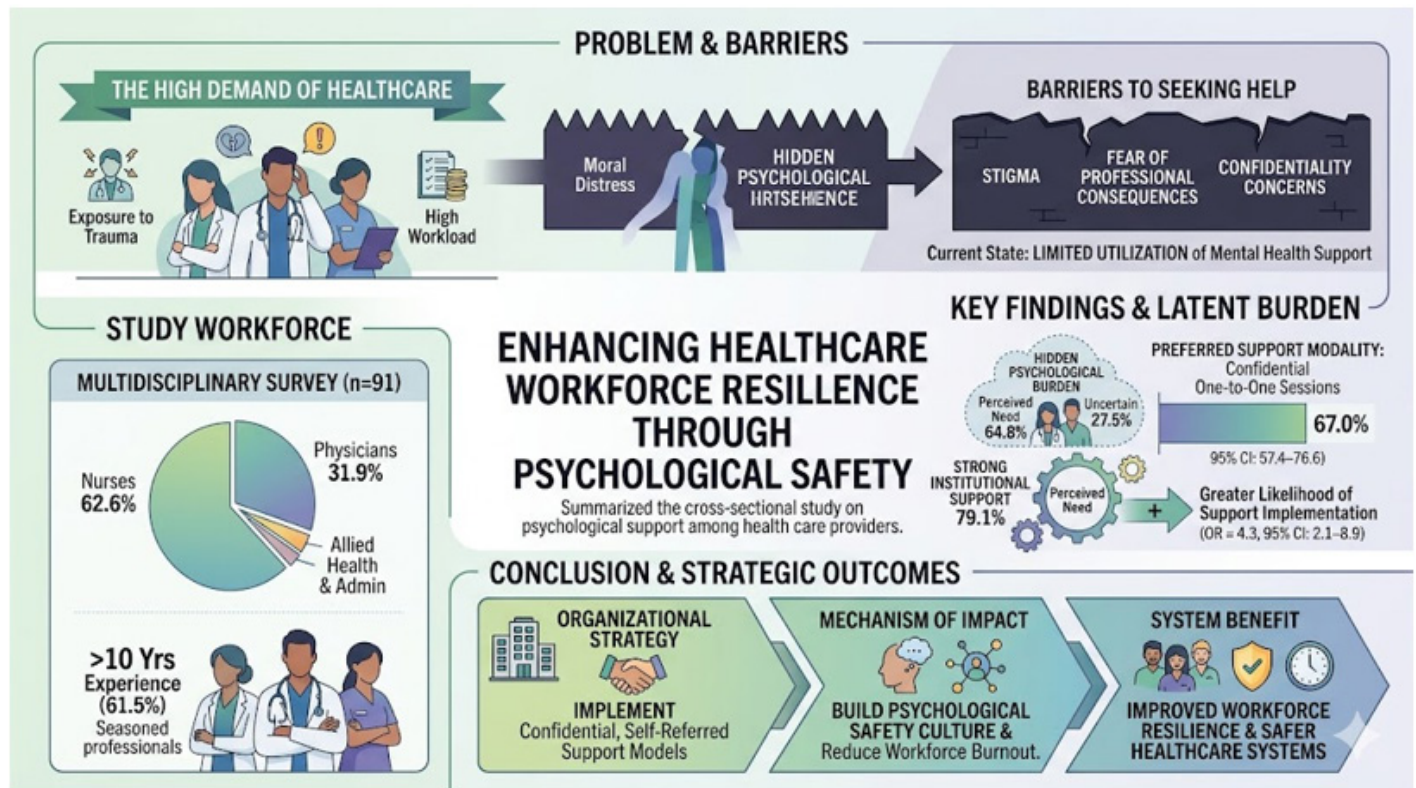 PROBLEM & BARRIERS
THE HIGH DEMAND OF HEALTHCARE
Exposure to
Trauma
High
Workload
Moral
Distress
HIDDEN
PSYCHOLOGICAL
BARRIERS TO SEEKING HELP
STIGMA
FEAR OF
PROFESSIONAL
CONSEQUENCES
CONFIDENTIALITY
CONCERNS
Current State: LIMITED UTILIZATION of Mental Health Support
STUDY WORKFORCE
MULTIDISCIPLINARY SURVEY (n=91)
Nurses
62.6%
Physicians
31.9%
Allied
Health
& Admin
>10 Yrs
Experience
(61.5%)
Seasoned
professionals
ENHANCING HEALTHCARE
WORKFORCE RESILLENCE
THROUGH
PSYCHOLOGICAL SAFETY
Summarized the cross-sectional study on
psychological support among health care providers.
KEY FINDINGS & LATENT BURDEN
HIDDEN
PSYCHOLOGICAL
BURDEN
Perceived
Need
64.8%
Uncertain
27.5%
PREFERRED SUPPORT MODALITY:
Confidential
One-to-One Sessions
67.0%
95% CI: 57.4–76.6)
STRONG
INSTITUTIONAL
SUPPORT
79.1%
Perceived
Need
+
Greater Likelihood of
Support Implementation
(OR = 4.3, 95% CI: 2.1–8.9)
CONCLUSION & STRATEGIC OUTCOMES
ORGANIZATIONAL
STRATEGY
IMPLEMENT
Confidential, Self-Referred
Support Models
MECHANISM OF IMPACT
BUILD PSYCHOLOGICAL
SAFETY CULTURE &
Reduce Workforce Burnout.
SYSTEM BENEFIT
IMPROVED WORKFORCE
RESILIENCE & SAFER
HEALTHCARE SYSTEMS